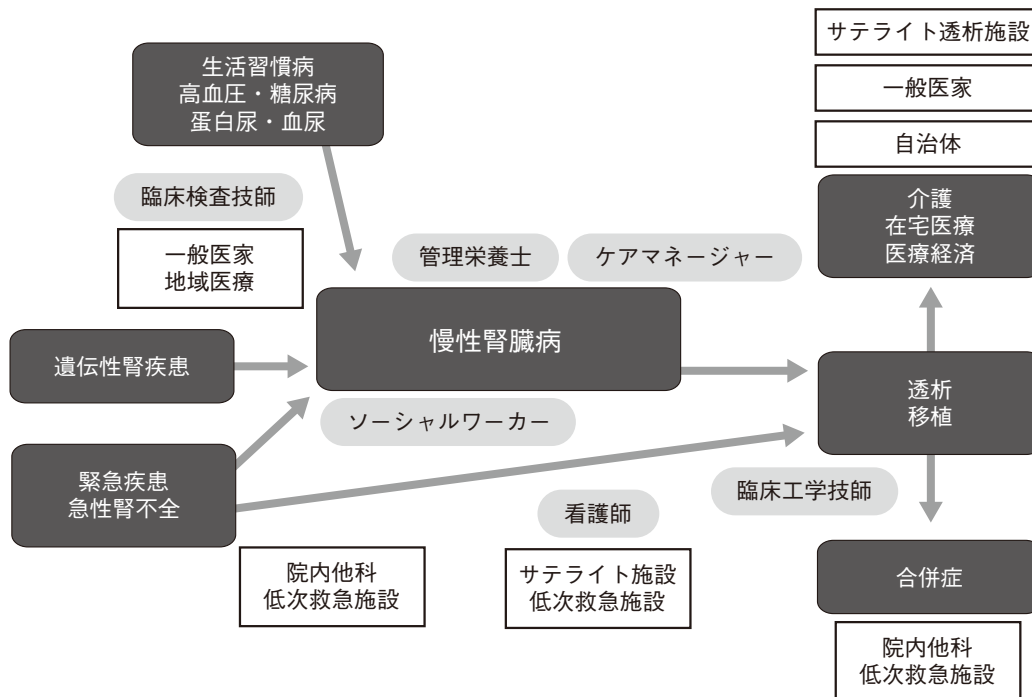 サテライト透析施設
一般医家
自治体
生活習慣病
高血圧・糖尿病
蛋白尿・血尿
臨床検査技師
一般医家
地域医療
管理栄養士
ケアマネージャー
介護
在宅医療
医療経済
慢性腎臓病
遺伝性腎疾患
透析
移植
ソーシャルワーカー
緊急疾患
急性腎不全
臨床工学技師
看護師
院内他科
低次救急施設
サテライト施設
低次救急施設
合併症
院内他科
低次救急施設